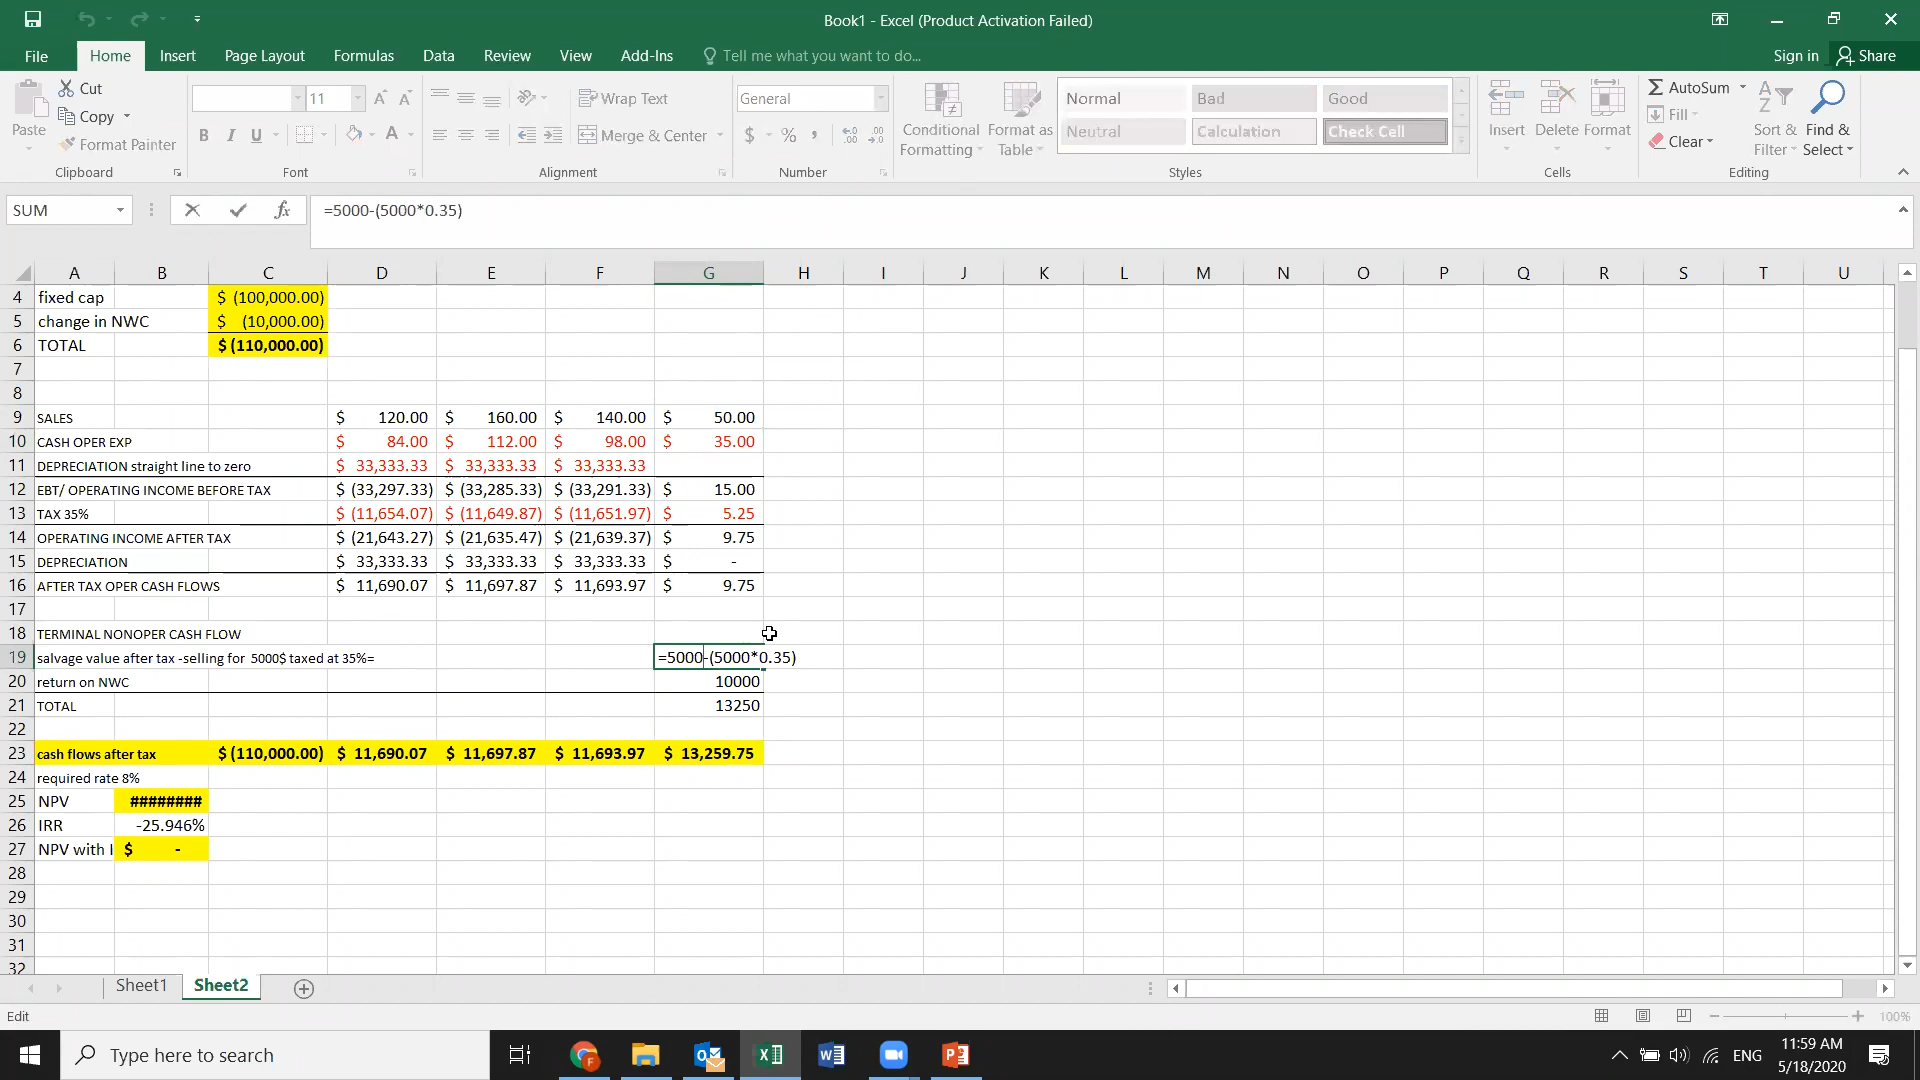 Book1 - Excel (Product Activation Failed)
File Home Insert Page Layout Formulas Data Review View Add-Ins Tell me what you want to do... Sign in Share
Paste
Cut
Copy
Format Painter
Clipboard
11 A A
B I U A
Font
Wrap Text
Merge & Center
Alignment
General
$ % ,
Number
Conditional Formatting
Format as Table
Normal Bad Good
Neutral Calculation Check Cell
Styles
Insert Delete Format
Cells
AutoSum
Fill
Clear
Sort & Filter
Find & Select
Editing
SUM fx =5000-(5000*0.35)
A B C D E F G H I J K L M N O P Q R S T U
4 fixed cap $ (100,000.00)
5 change in NWC $ (10,000.00)
6 TOTAL $ (110,000.00)
7
8
9 SALES $ 120.00 $ 160.00 $ 140.00 $ 50.00
10 CASH OPER EXP $ 84.00 $ 112.00 $ 98.00 $ 35.00
11 DEPRECIATION straight line to zero $ 33,333.33 $ 33,333.33 $ 33,333.33
12 EBT/ OPERATING INCOME BEFORE TAX $ (33,297.33) $ (33,285.33) $ (33,291.33) $ 15.00
13 TAX 35% $ (11,654.07) $ (11,649.87) $ (11,651.97) $ 5.25
14 OPERATING INCOME AFTER TAX $ (21,643.27) $ (21,635.47) $ (21,639.37) $ 9.75
15 DEPRECIATION $ 33,333.33 $ 33,333.33 $ 33,333.33 $ -
16 AFTER TAX OPER CASH FLOWS $ 11,690.07 $ 11,697.87 $ 11,693.97 $ 9.75
17
18 TERMINAL NONOPER CASH FLOW
19 salvage value after tax -selling for 5000$ taxed at 35%= =5000-(5000*0.35)
20 return on NWC 10000
21 TOTAL 13250
22
23 cash flows after tax $ (110,000.00) $ 11,690.07 $ 11,697.87 $ 11,693.97 $ 13,259.75
24 required rate 8%
25 NPV ########
26 IRR -25.946%
27 NPV with I $ -
28
29
30
31
32
Sheet1 Sheet2
Edit 100%
Type here to search ENG 11:59 AM
5/18/2020